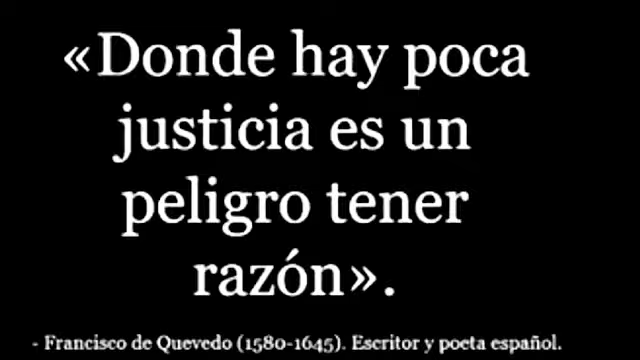 «Donde hay poca
justicia es un
peligro tener
razón».
- Francisco de Quevedo (1580-1645). Escritor y poeta español.